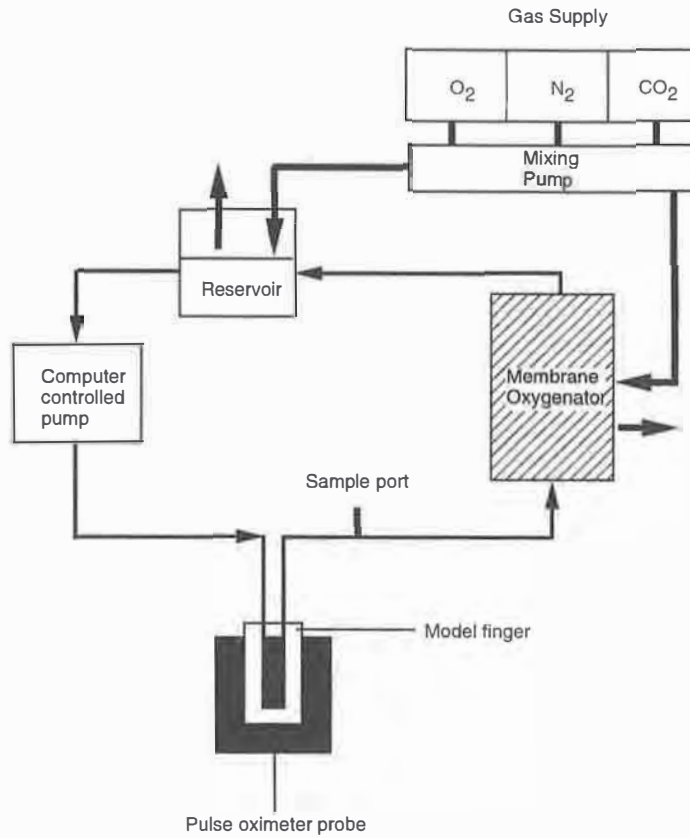 Gas Supply
O2 N2 CO2
Mixing
Pump
Reservoir
Computer
controlled
pump
Membrane
Oxygenator
Sample port
Model finger
Pulse oximeter probe